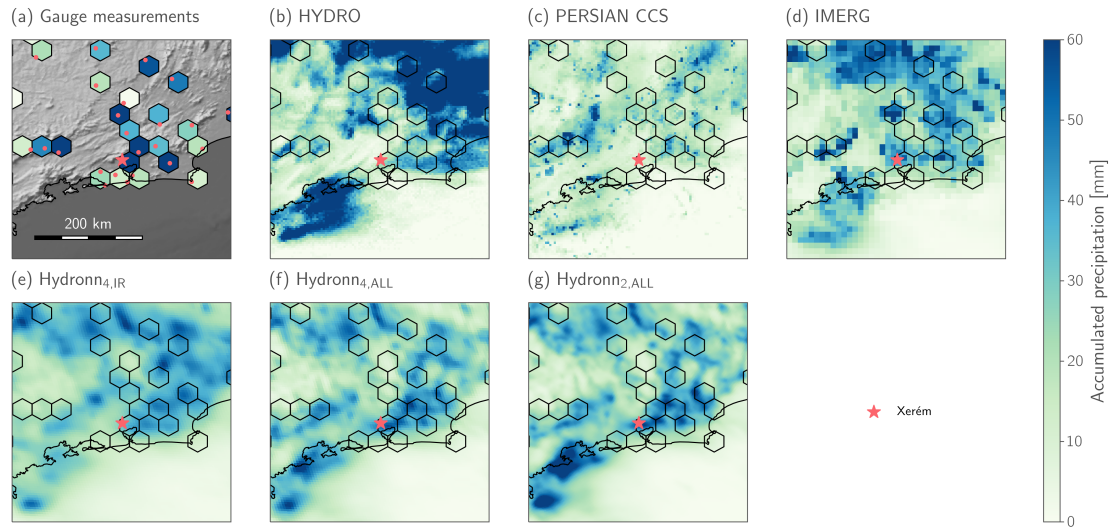 (a) Gauge measurements
(b) HYDRO
(c) PERSIAN CCS
(d) IMERG
200 km
(e) Hydronn4,IR
(f) Hydronn4,ALL
(g) Hydronn2,ALL
Xerém
60
50
40
30
20
10
0
Accumulated precipitation [mm]